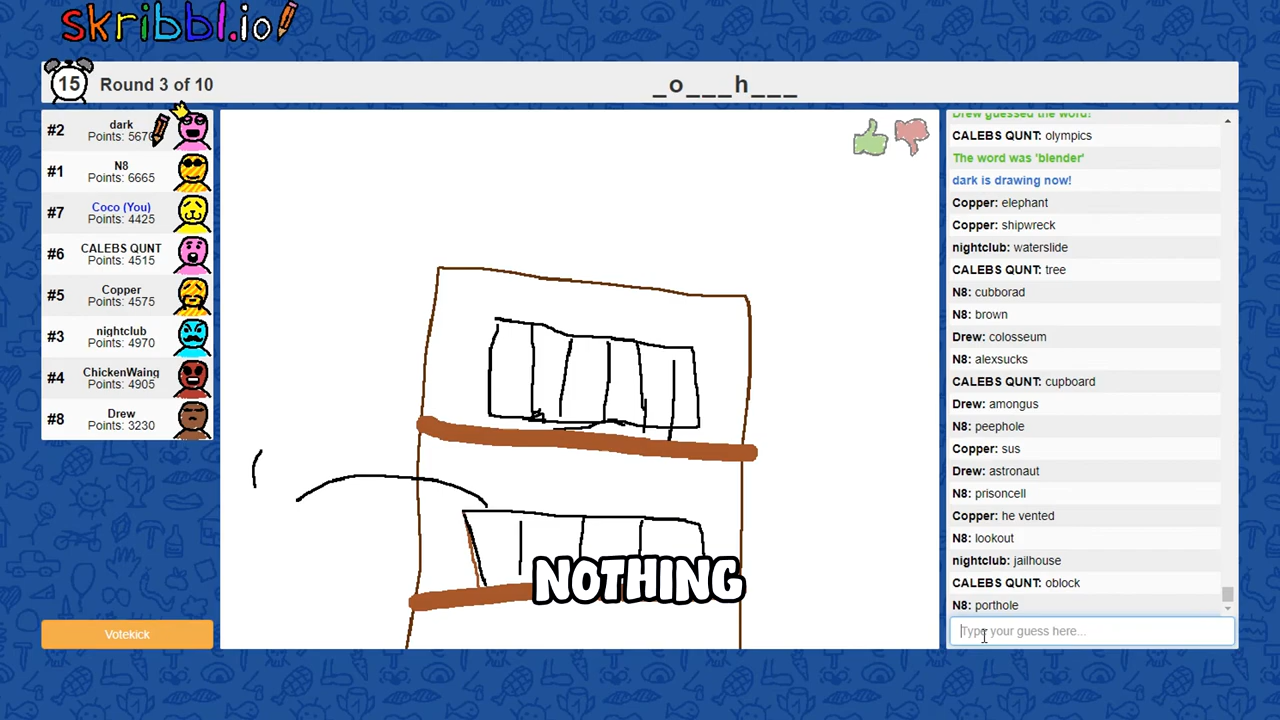 skribbl.io
15 Round 3 of 10 _o___h___
#2 dark
Points: 5670
#1 N8
Points: 6665
#7 Coco (You)
Points: 4425
#6 CALEBS QUNT
Points: 4515
#5 Copper
Points: 4575
#3 nightclub
Points: 4970
#4 ChickenWaing
Points: 4905
#8 Drew
Points: 3230
Votekick
NOTHING
Drew guessed the word!
CALEBS QUNT: olympics
The word was 'blender'
dark is drawing now!
Copper: elephant
Copper: shipwreck
nightclub: waterslide
CALEBS QUNT: tree
N8: cubborad
N8: brown
Drew: colosseum
N8: alexsucks
CALEBS QUNT: cupboard
Drew: amongus
N8: peephole
Copper: sus
Drew: astronaut
N8: prisoncell
Copper: he vented
N8: lookout
nightclub: jailhouse
CALEBS QUNT: oblock
N8: porthole
Type your guess here...